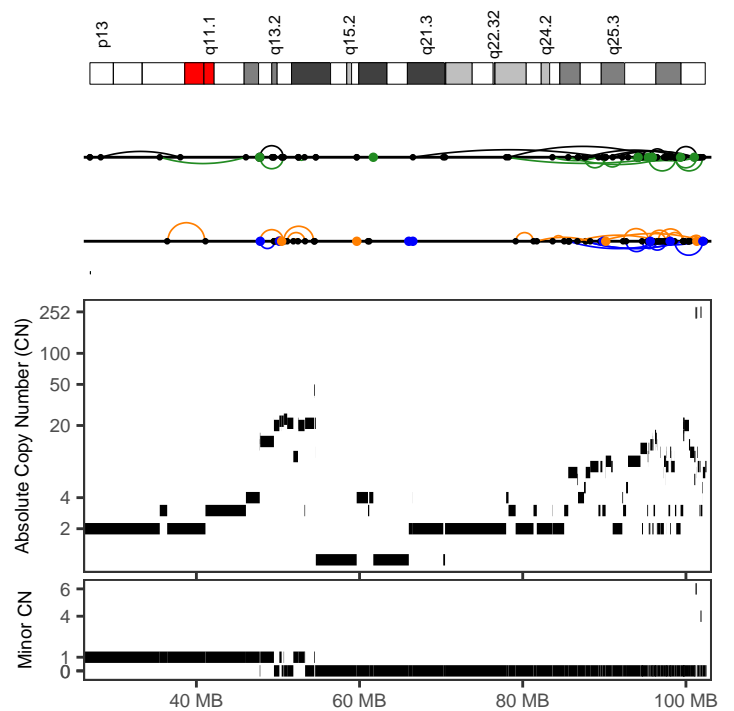 p13
q11.1
q13.2
q15.2
q21.3
q22.32
q24.2
q25.3
Absolute Copy Number (CN)
252
100
50
20
4
2
Minor CN
6
4
1
0
40 MB
60 MB
80 MB
100 MB